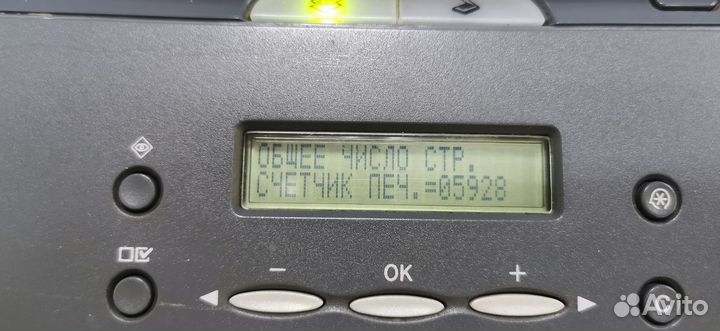 ОБЩЕЕ ЧИСЛО СТР.
СЧЕТЧИК ПЕЧ.=05928
− OK +
C
Avito